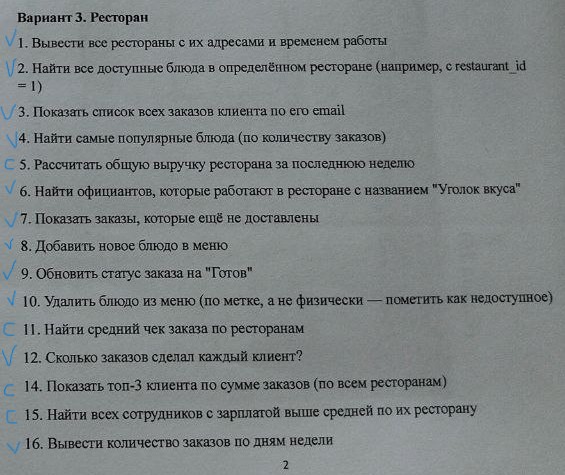 Вариант 3. Ресторан
1. Вывести все рестораны с их адресами и временем работы
2. Найти все доступные блюда в определённом ресторане (например, с restaurant_id
= 1)
3. Показать список всех заказов клиента по его email
4. Найти самые популярные блюда (по количеству заказов)
5. Рассчитать общую выручку ресторана за последнюю неделю
6. Найти официантов, которые работают в ресторане с названием "Уголок вкуса"
7. Показать заказы, которые ещё не доставлены
8. Добавить новое блюдо в меню
9. Обновить статус заказа на "Готов"
10. Удалить блюдо из меню (по метке, а не физически — пометить как недоступное)
11. Найти средний чек заказа по ресторанам
12. Сколько заказов сделал каждый клиент?
14. Показать топ-3 клиента по сумме заказов (по всем ресторанам)
15. Найти всех сотрудников с зарплатой выше средней по их ресторану
16. Вывести количество заказов по дням недели
2